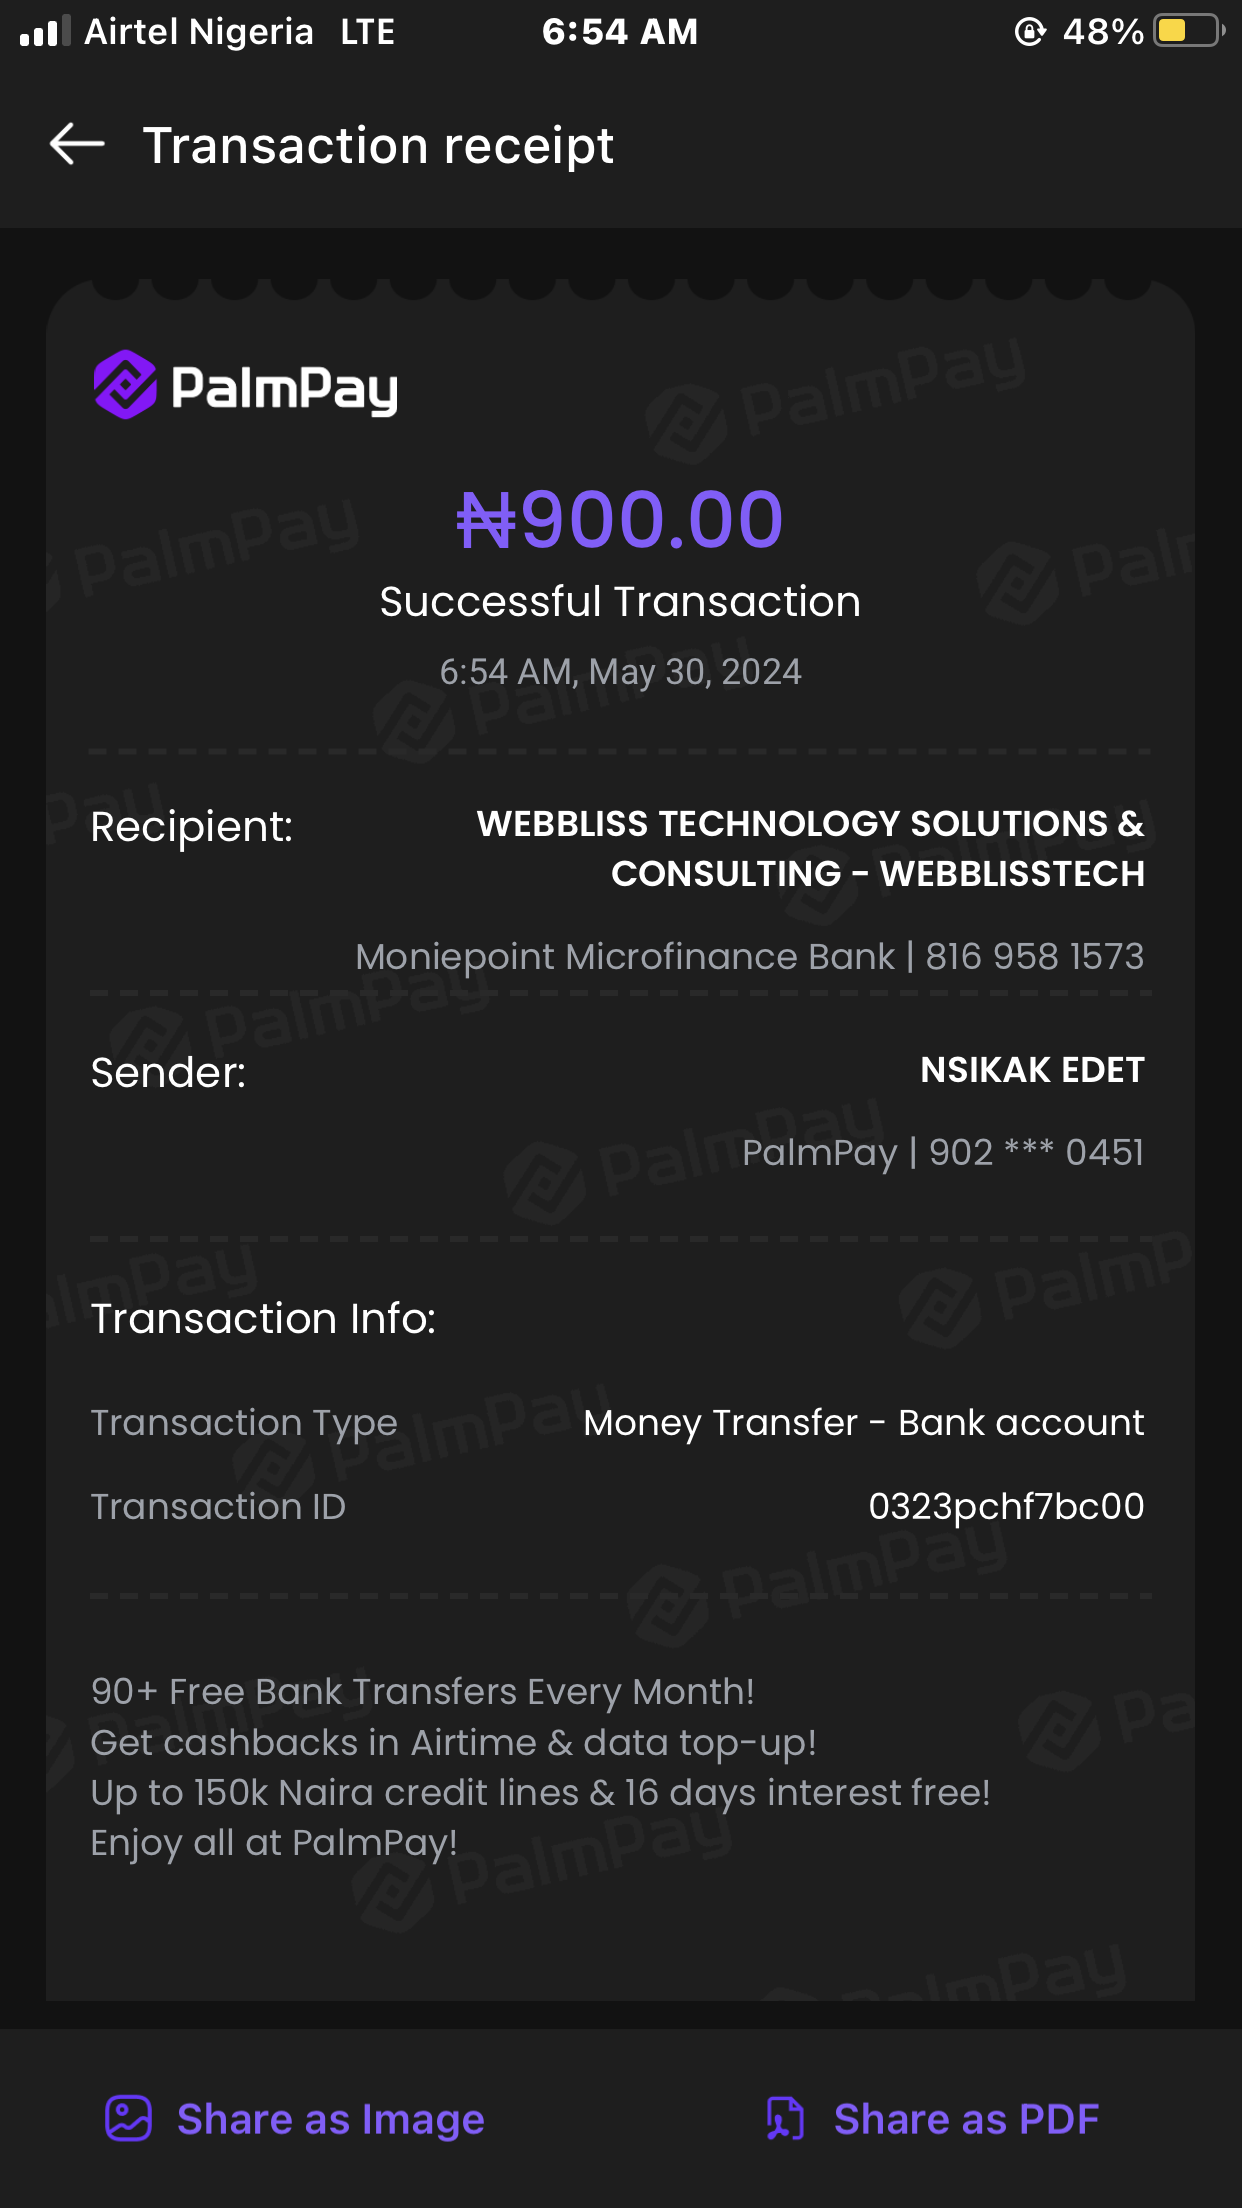 Airtel Nigeria LTE 6:54 AM 48%
Transaction receipt
PalmPay
₦900.00
Successful Transaction
6:54 AM, May 30, 2024
Recipient: WEBBLISS TECHNOLOGY SOLUTIONS &
CONSULTING - WEBBLISSTECH
Moniepoint Microfinance Bank | 816 958 1573
Sender: NSIKAK EDET
PalmPay | 902 *** 0451
Transaction Info:
Transaction Type Money Transfer - Bank account
Transaction ID 0323pchf7bc00
90+ Free Bank Transfers Every Month!
Get cashbacks in Airtime & data top-up!
Up to 150k Naira credit lines & 16 days interest free!
Enjoy all at PalmPay!
Share as Image Share as PDF